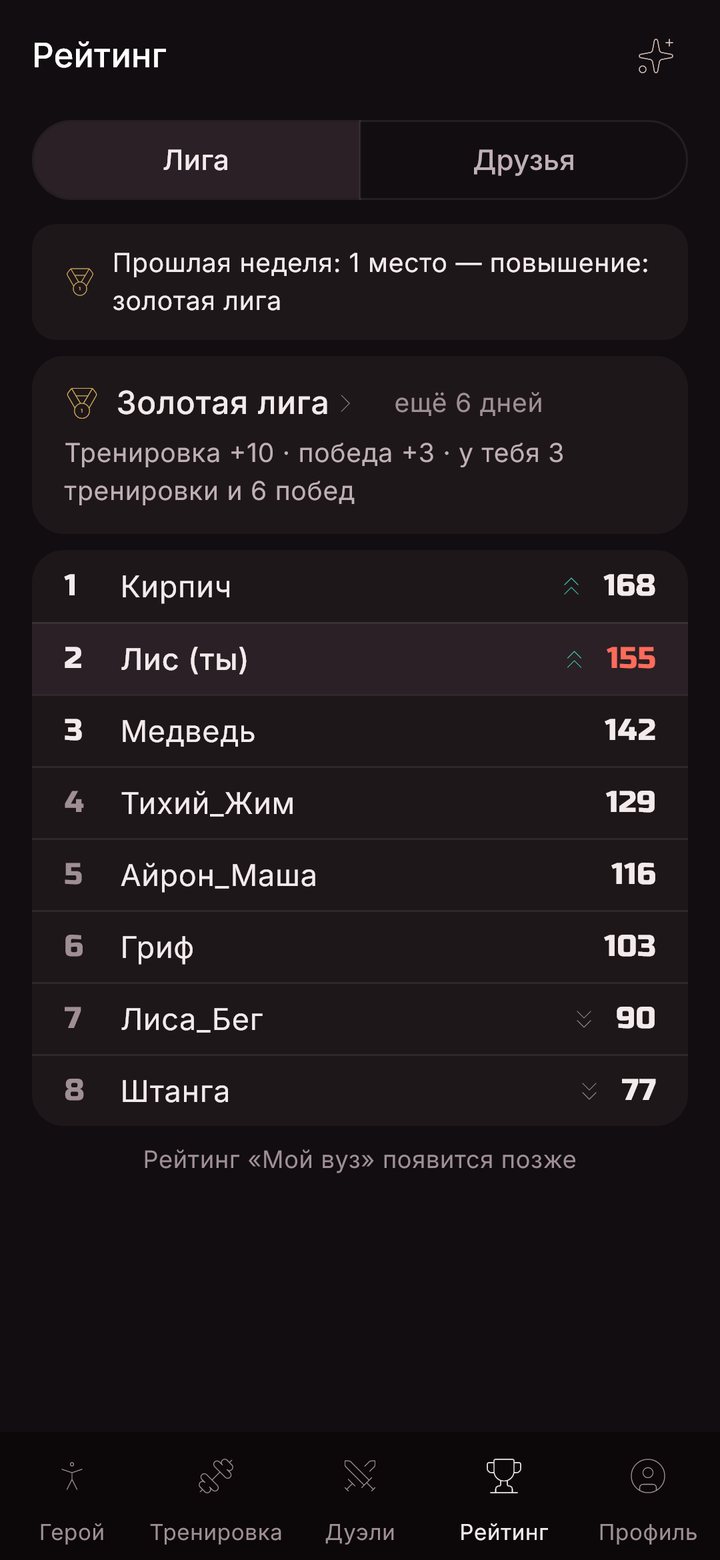 Рейтинг
Лига
Друзья
Прошлая неделя: 1 место — повышение:
золотая лига
Золотая лига
ещё 6 дней
Тренировка +10 · победа +3 · у тебя 3
тренировки и 6 побед
1 Кирпич 168
2 Лис (ты) 155
3 Медведь 142
4 Тихий_Жим 129
5 Айрон_Маша 116
6 Гриф 103
7 Лиса_Бег 90
8 Штанга 77
Рейтинг «Мой вуз» появится позже
Герой Тренировка Дуэли Рейтинг Профиль